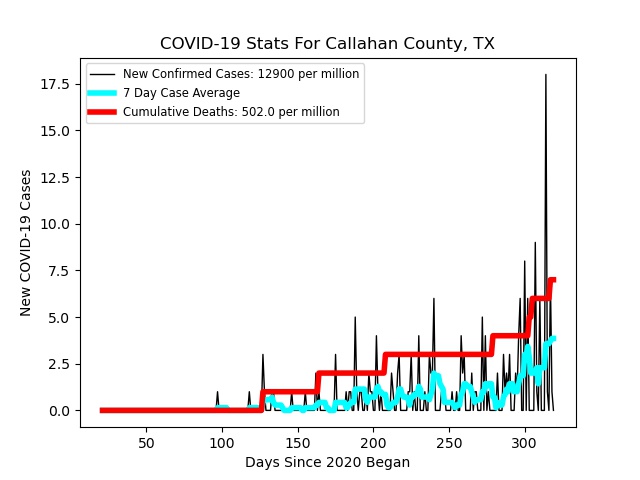 COVID-19 Stats For Callahan County, TX
New Confirmed Cases: 12900 per million
7 Day Case Average
Cumulative Deaths: 502.0 per million
17.5
15.0
12.5
10.0
7.5
5.0
2.5
0.0
New COVID-19 Cases
50 100 150 200 250 300
Days Since 2020 Began